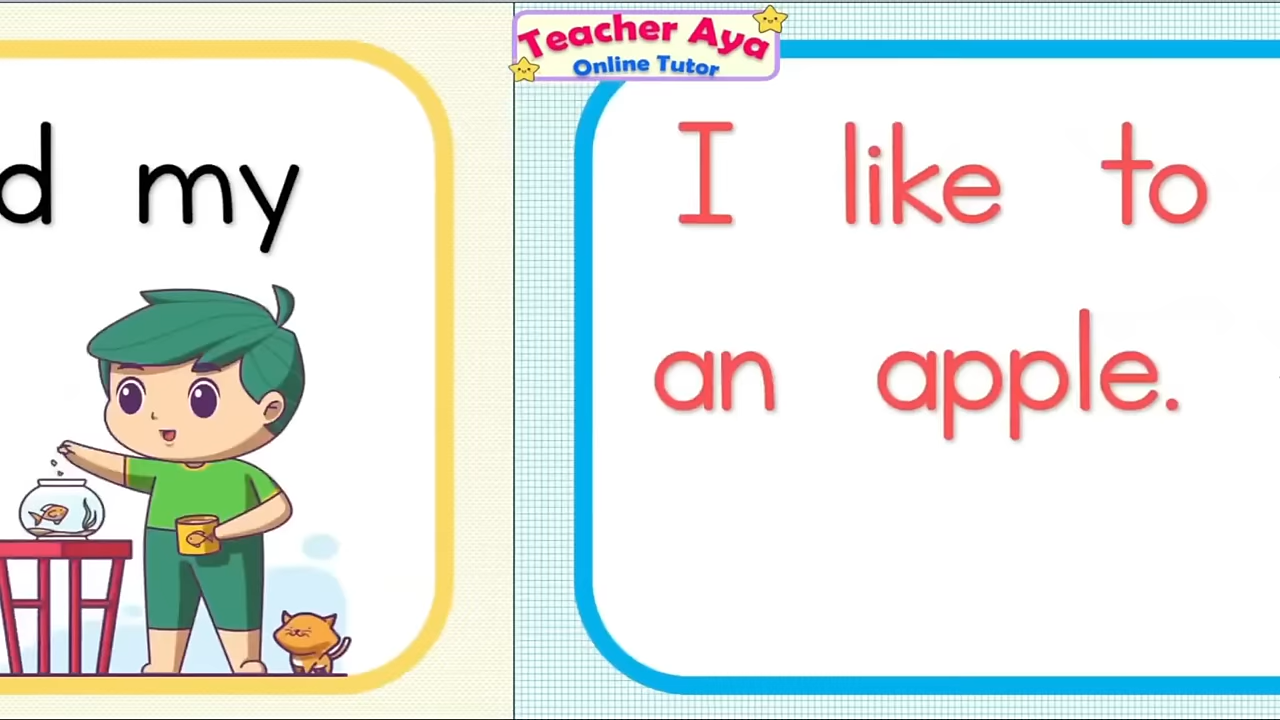 Teacher Aya
Online Tutor
d my
I like to
an apple.